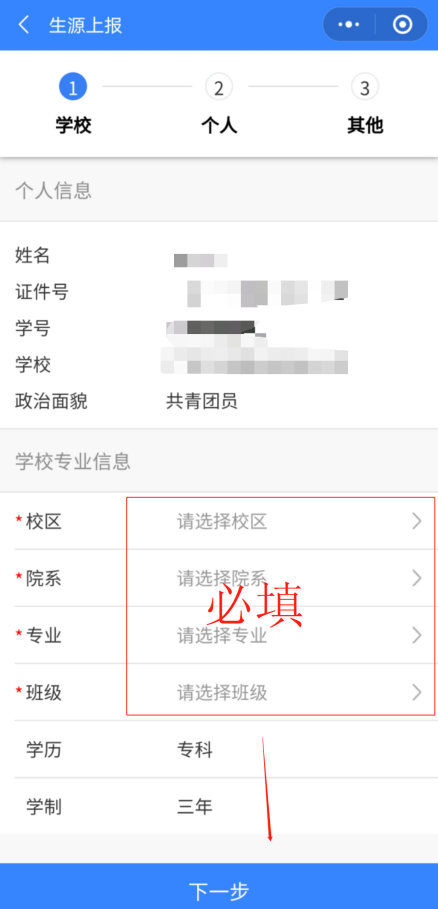 生源上报
1 2 3
学校 个人 其他
个人信息
姓名
证件号
学号
学校
政治面貌 共青团员
学校专业信息
*校区 请选择校区
*院系 请选择院系
必填
*专业 请选择专业
*班级 请选择班级
学历 专科
学制 三年
下一步